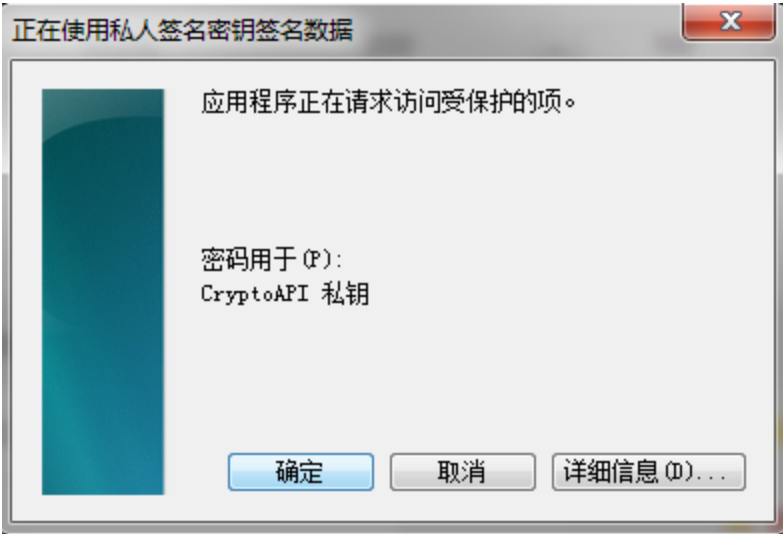 正在使用私人签名密钥签名数据
应用程序正在请求访问受保护的项。
密码用于(P):
CryptoAPI 私钥
确定
取消
详细信息(D)...